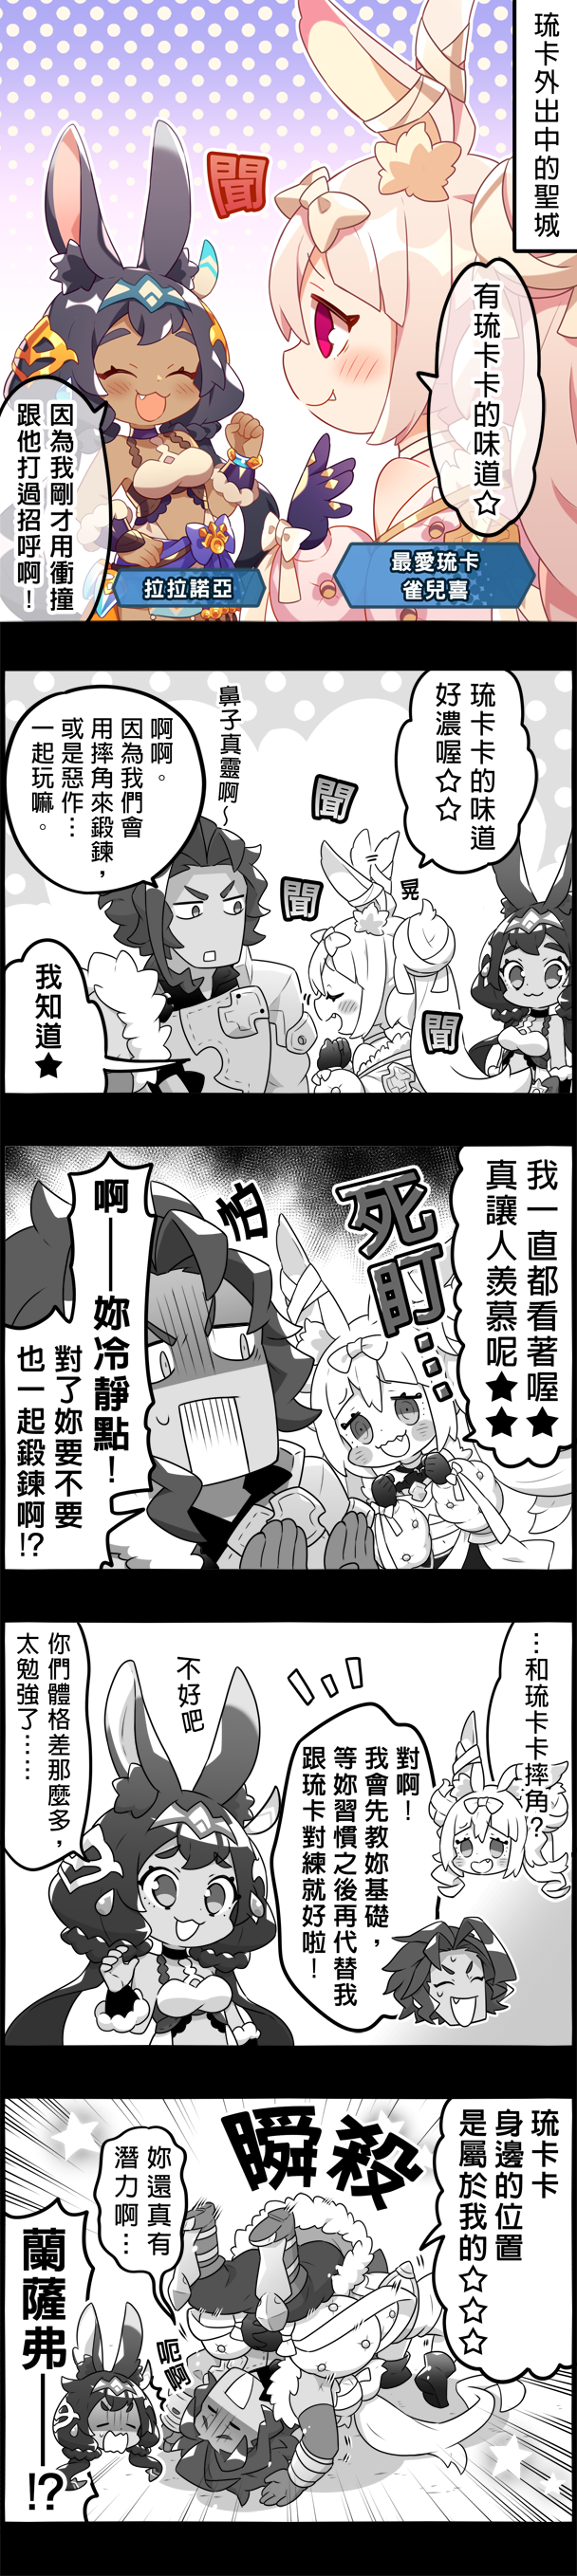 琉卡外出中的聖城
有琉卡卡的味道☆
聞
因為我剛才用衝撞
跟他打過招呼啊！
最愛琉卡
雀兒喜
拉拉諾亞
琉卡卡的味道
好濃喔☆☆
晃
聞
聞
聞
鼻子真靈啊～
啊啊。
因為我們會
用摔角來鍛鍊，
或是惡作…
一起玩嘛。
我知道★
我一直都看著喔★
真讓人羨慕呢★★
死盯…
怕
啊——妳冷靜點！
對了妳要不要
也一起鍛鍊啊!?
…和琉卡卡摔角?
對啊！
我會先教妳基礎，
等妳習慣之後再代替我
跟琉卡對練就好啦！
不好吧
你們體格差那麼多，
太勉強了……
琉卡卡
身邊的位置
是屬於我的☆☆☆
瞬殺
妳還真有
潛力啊…
呃啊
蘭薩弗——!?